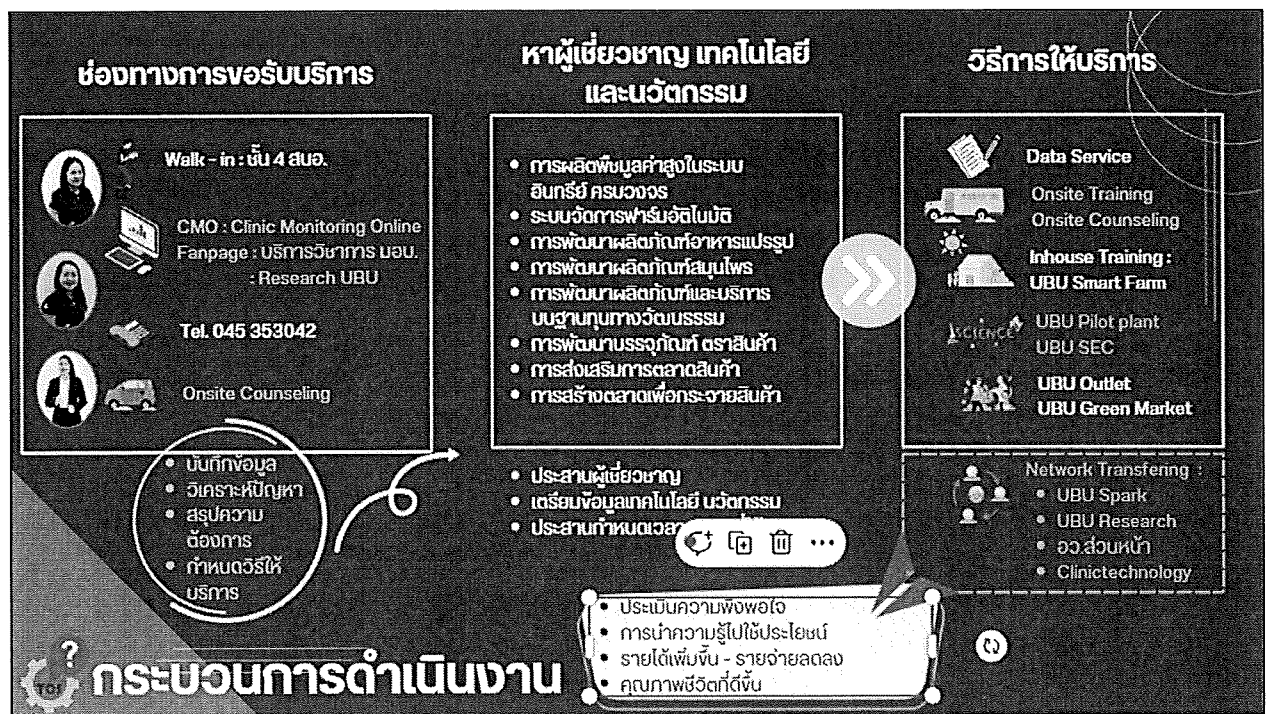 ช่องทางการขอรับบริการ
Walk - in : ชั้น 4 สบอ.
CMO : Clinic Monitoring Online
Fanpage : บริการวิชาการ มอบ.
: Research UBU
Tel. 045 353042
Onsite Counseling
• บันทึกข้อมูล
• วิเคราะห์ปัญหา
• สรุปความ
ต้องการ
• กำหนดวิธีให้
บริการ
หาผู้เชี่ยวชาญ เทคโนโลยี
และนวัตกรรม
• การผลิตพืชมูลค่าสูงในระบบ
อินทรีย์ ครบวงจร
• ระบบจัดการฟาร์มอัตโนมัติ
• การพัฒนาผลิตภัณฑ์อาหารแปรรูป
• การพัฒนาผลิตภัณฑ์สมุนไพร
• การพัฒนาผลิตภัณฑ์และบริการ
บนฐานทุนทางวัฒนธรรม
• การพัฒนาบรรจุภัณฑ์ ตราสินค้า
• การส่งเสริมการตลาดสินค้า
• การสร้างตลาดเพื่อกระจายสินค้า
• ประสานผู้เชี่ยวชาญ
• เตรียมข้อมูลเทคโนโลยี นวัตกรรม
• ประสานกำหนดเวลา
วิธีการให้บริการ
Data Service
Onsite Training
Onsite Counseling
Inhouse Training :
UBU Smart Farm
SCIENCE
UBU Pilot plant
UBU SEC
UBU Outlet
UBU Green Market
Network Transfering :
• UBU Spark
• UBU Research
• อว.ส่วนหน้า
• Clinictechnology
• ประเมินความพึงพอใจ
• การนำความรู้ไปใช้ประโยชน์
• รายได้เพิ่มขึ้น - รายจ่ายลดลง
• คุณภาพชีวิตที่ดีขึ้น
?
กระบวนการดำเนินงาน